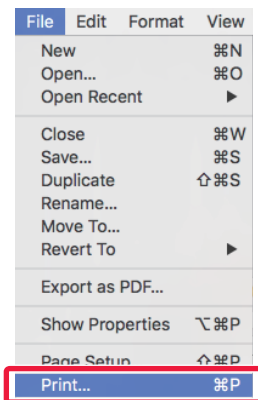 File Edit Format View
New ⌘N
Open... ⌘O
Open Recent ▶
Close ⌘W
Save... ⌘S
Duplicate ⇧⌘S
Rename...
Move To...
Revert To ▶
Export as PDF...
Show Properties ⌥⌘P
Page Setup ⇧⌘P
Print... ⌘P